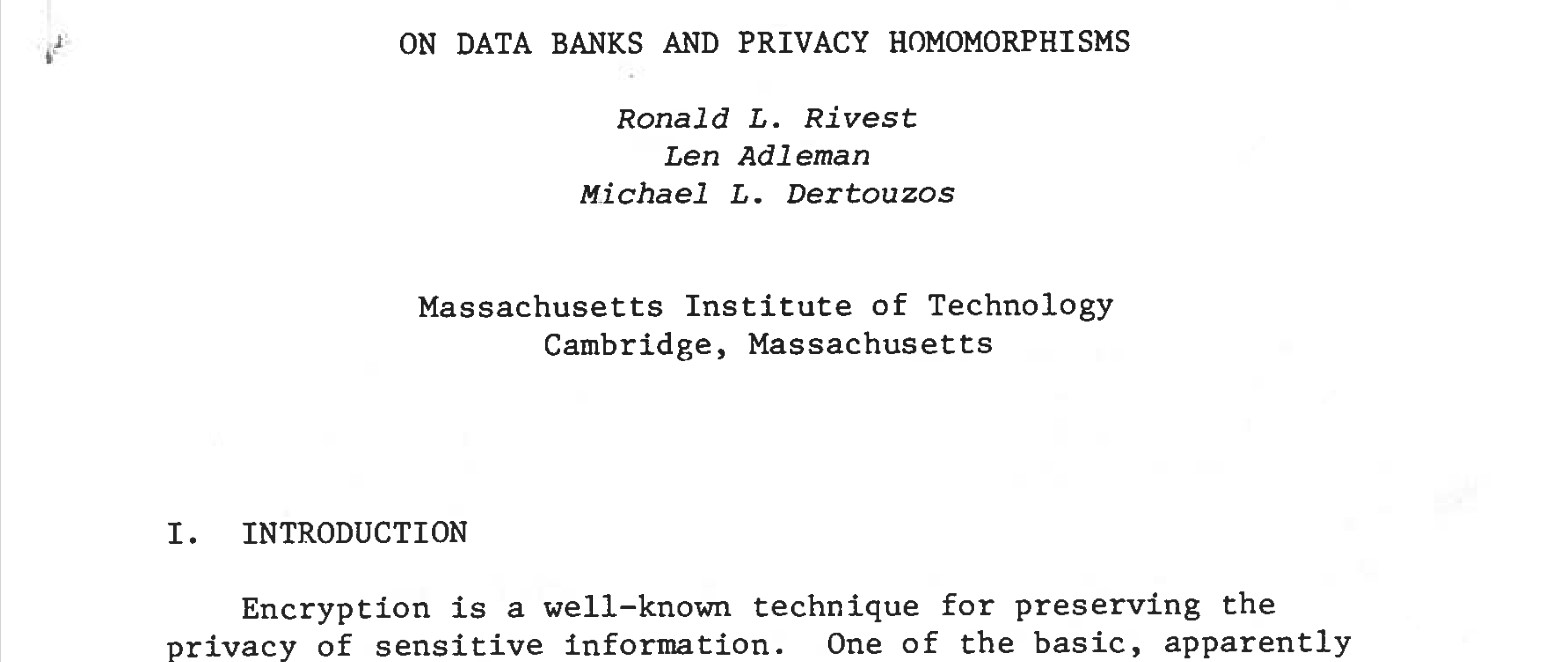 ON DATA BANKS AND PRIVACY HOMOMORPHISMS
Ronald L. Rivest
Len Adleman
Michael L. Dertouzos
Massachusetts Institute of Technology
Cambridge, Massachusetts
I. INTRODUCTION
Encryption is a well-known technique for preserving the
privacy of sensitive information. One of the basic, apparently